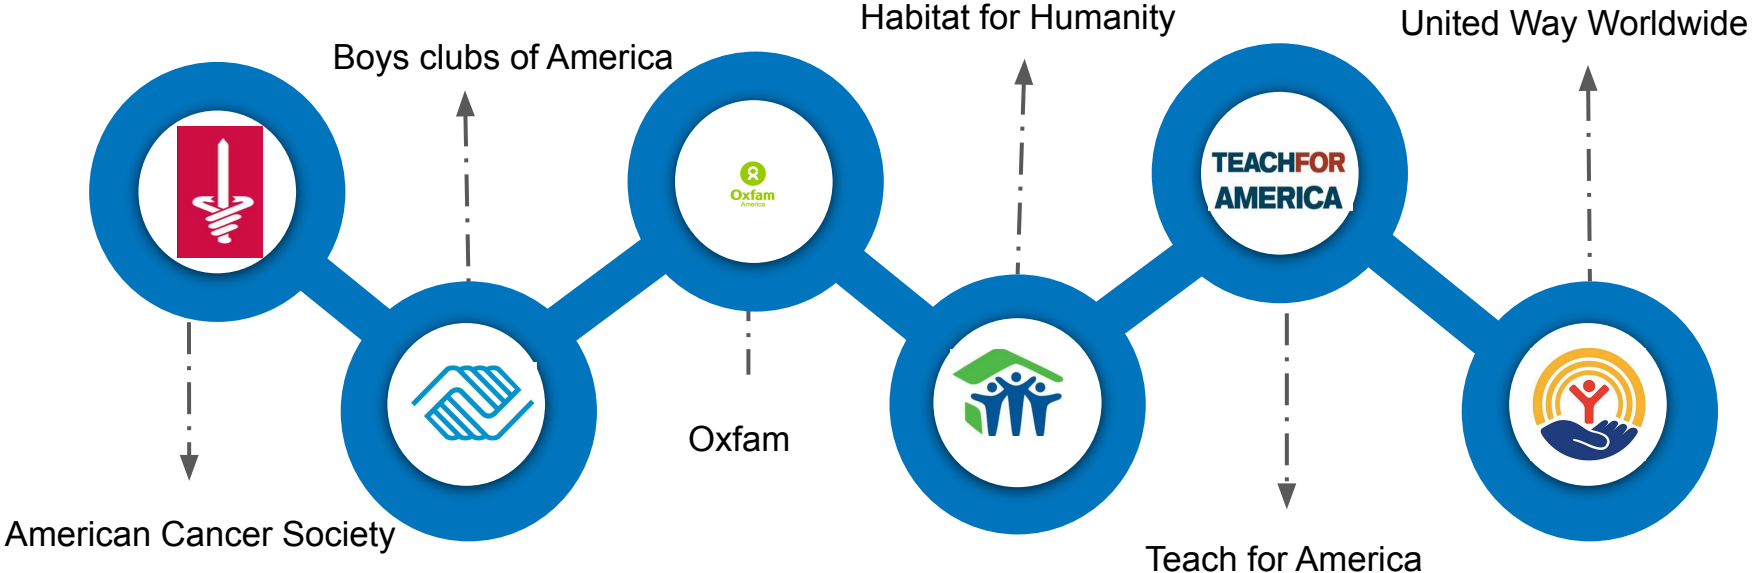 Habitat for Humanity
United Way Worldwide
Boys clubs of America
TEACHFOR
AMERICA
Oxfam
America
Oxfam
American Cancer Society
Teach for America